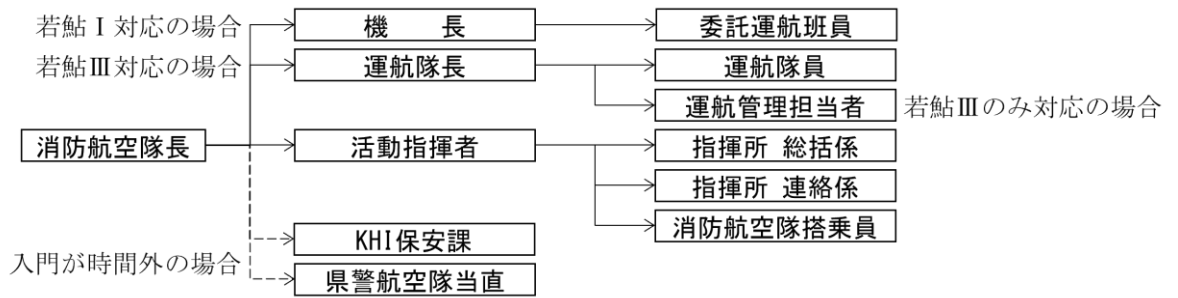 若鮎Ⅰ対応の場合 機　　長 委託運航班員
若鮎Ⅲ対応の場合 運航隊長 運航隊員
運航管理担当者 若鮎Ⅲのみ対応の場合
消防航空隊長 活動指揮者 指揮所 総括係
指揮所 連絡係
消防航空隊搭乗員
KHI保安課
入門が時間外の場合
県警航空隊当直